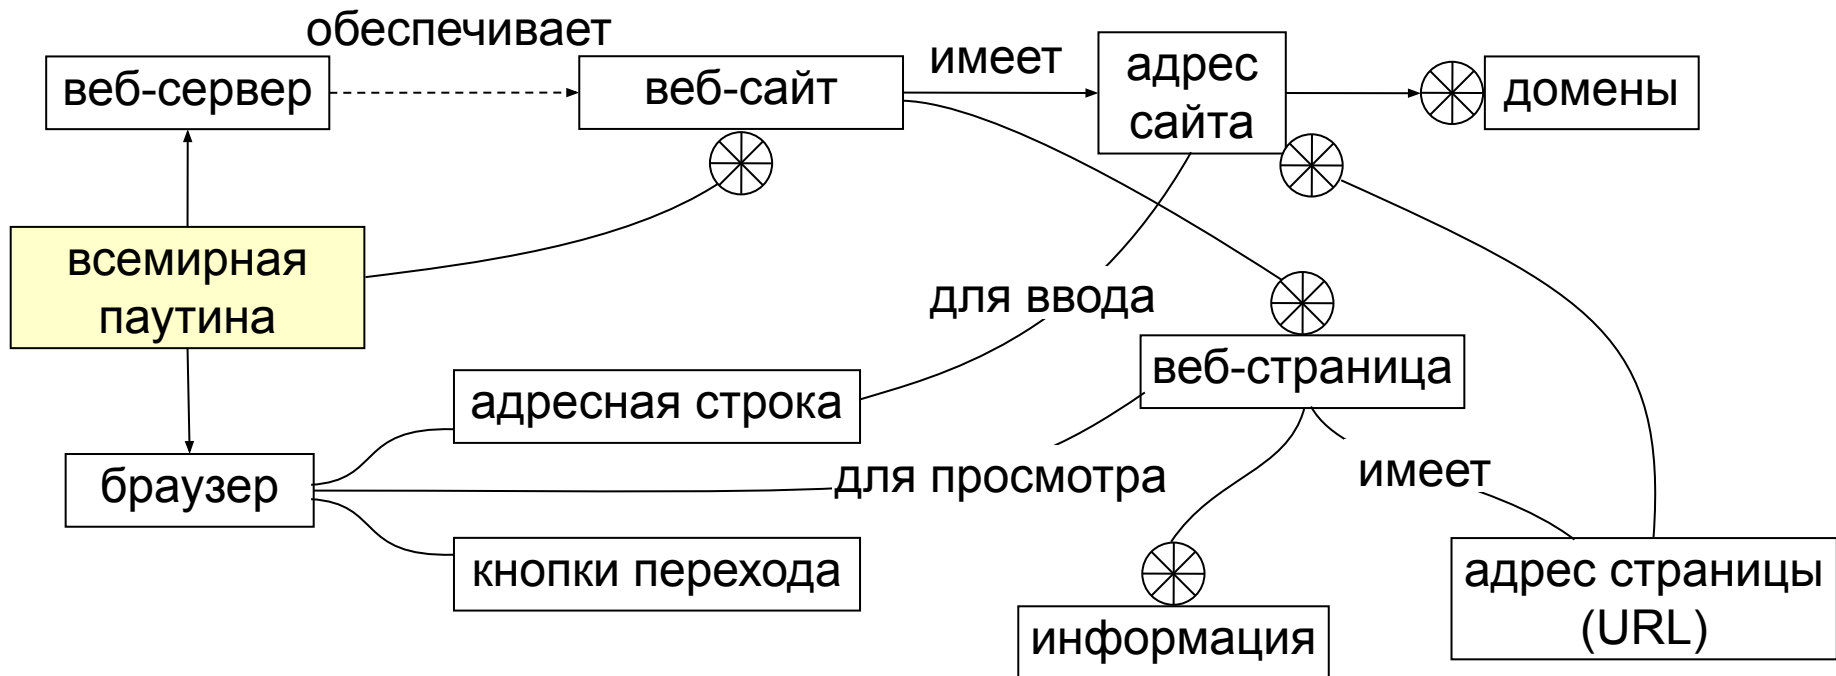 обеспечивает
веб-сервер
веб-сайт
имеет
адрес
сайта
домены
всемирная
паутина
для ввода
веб-страница
адресная строка
браузер
для просмотра
имеет
кнопки перехода
информация
адрес страницы
(URL)